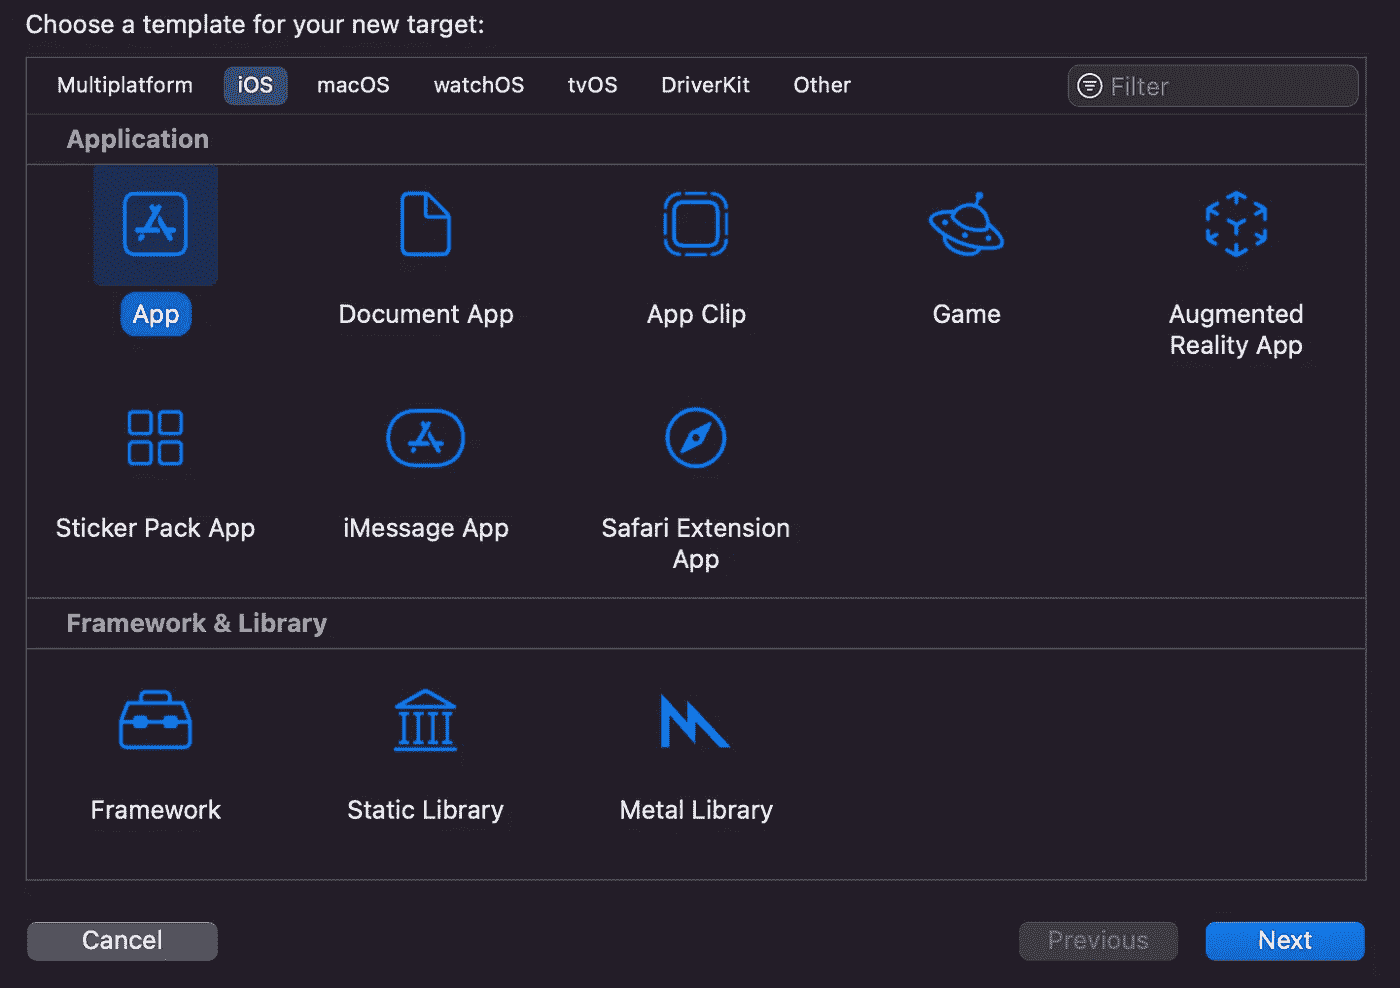 Choose a template for your new target:
Multiplatform iOS macOS watchOS tvOS DriverKit Other Filter
Application
App Document App App Clip Game Augmented
Reality App
Sticker Pack App iMessage App Safari Extension
App
Framework & Library
Framework Static Library Metal Library
Cancel Previous Next